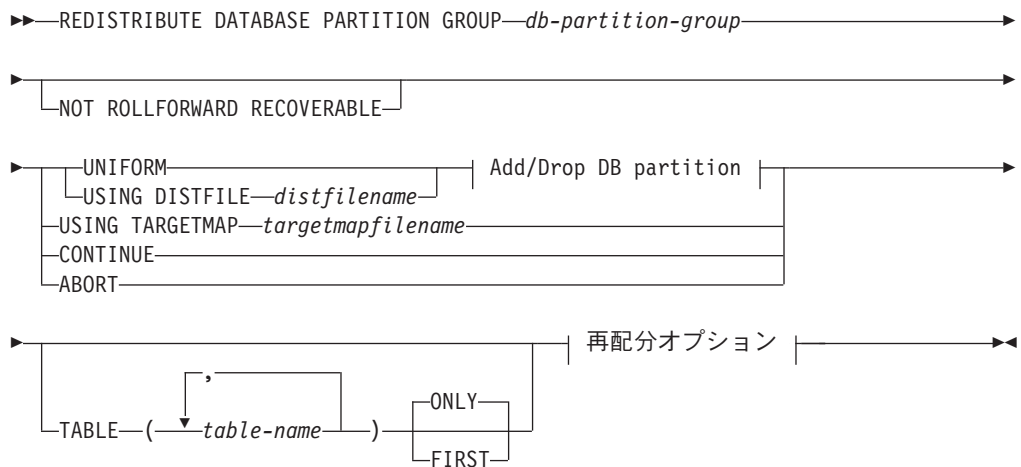 REDISTRIBUTE DATABASE PARTITION GROUP db-partition-group
NOT ROLLFORWARD RECOVERABLE
UNIFORM Add/Drop DB partition
USING DISTFILE distfilename
USING TARGETMAP targetmapfilename
CONTINUE
ABORT
再配分オプション
,
ONLY
TABLE ( table-name )
FIRST